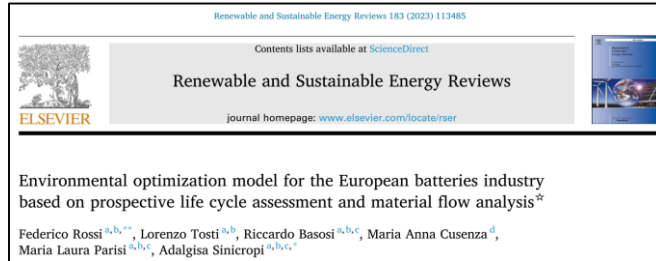 Renewable and Sustainable Energy Reviews 183 (2023) 113485
Contents lists available at ScienceDirect
Renewable and Sustainable Energy Reviews
ELSEVIER
journal homepage: www.elsevier.com/locate/rser
Environmental optimization model for the European batteries industry
based on prospective life cycle assessment and material flow analysis☆
Federico Rossi a,b,**, Lorenzo Tosti a,b, Riccardo Basosi a,b,c, Maria Anna Cusenza d,
Maria Laura Parisi a,b,c, Adalgisa Sinicropi a,b,c,*